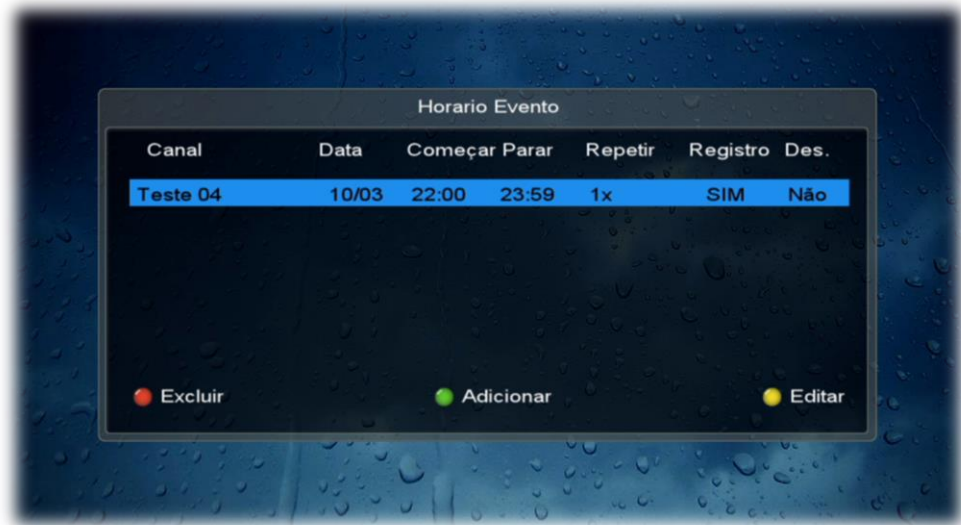 Horario Evento
Canal Data Começar Parar Repetir Registro Des.
Teste 04 10/03 22:00 23:59 1x SIM Não
Excluir Adicionar Editar